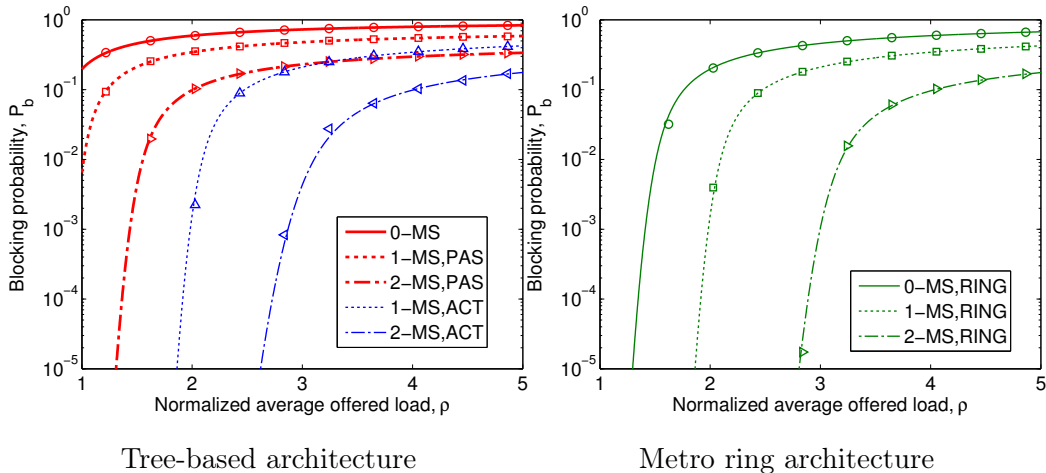 Blocking probability, P_b
10^0
10^-1
10^-2
10^-3
10^-4
10^-5
0−MS
1−MS,PAS
2−MS,PAS
1−MS,ACT
2−MS,ACT
1 2 3 4 5
Normalized average offered load, ρ
Tree-based architecture
Blocking probability, P_b
10^0
10^-1
10^-2
10^-3
10^-4
10^-5
0−MS,RING
1−MS,RING
2−MS,RING
1 2 3 4 5
Normalized average offered load, ρ
Metro ring architecture